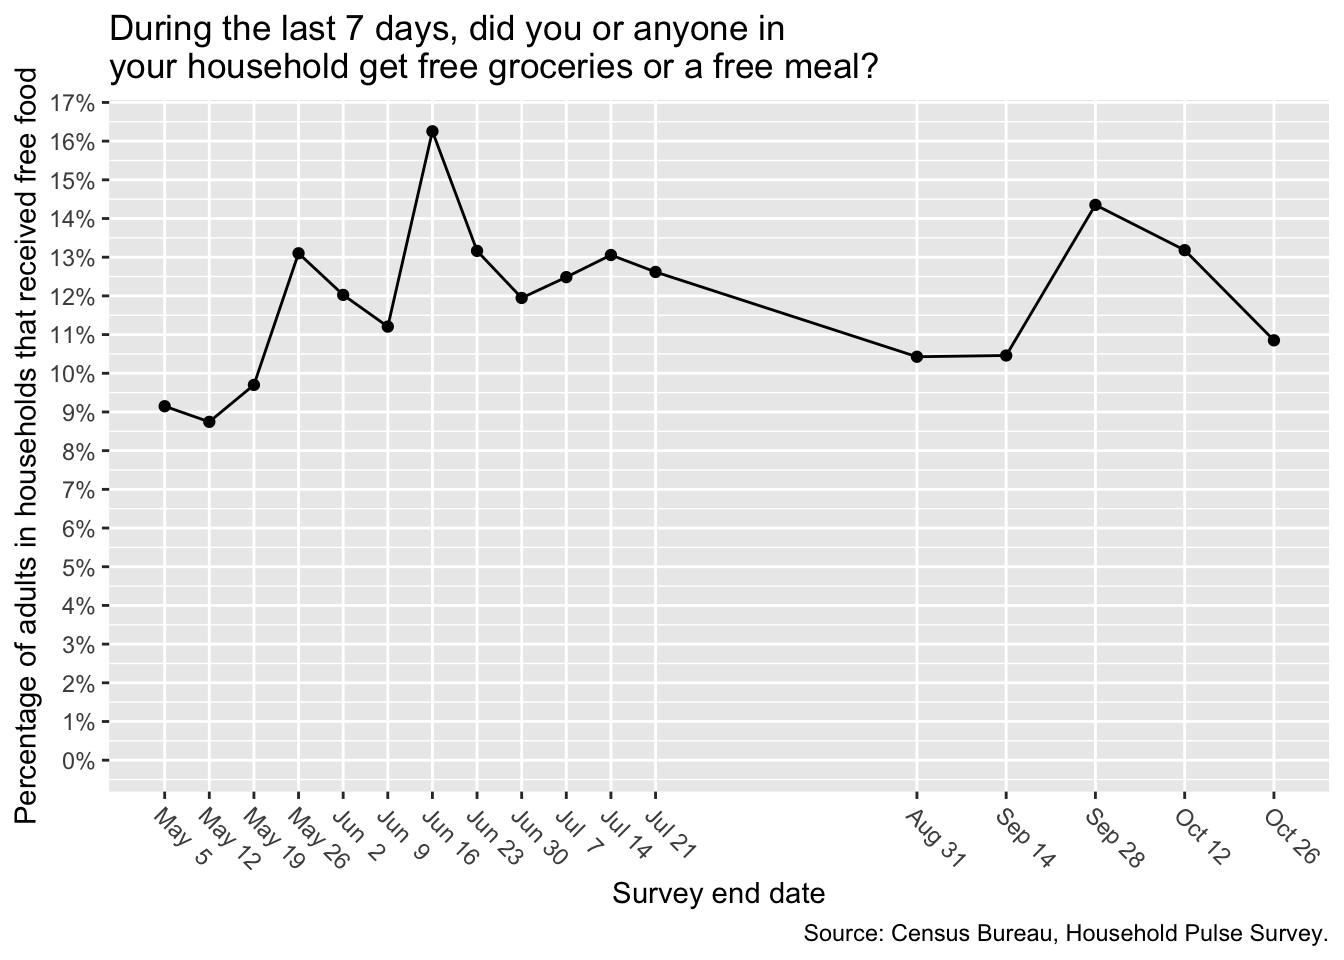 During the last 7 days, did you or anyone in
your household get free groceries or a free meal?
Percentage of adults in households that received free food
17%
16%
15%
14%
13%
12%
11%
10%
9%
8%
7%
6%
5%
4%
3%
2%
1%
0%
May 5
May 12
May 19
May 26
Jun 2
Jun 9
Jun 16
Jun 23
Jun 30
Jul 7
Jul 14
Jul 21
Aug 31
Sep 14
Sep 28
Oct 12
Oct 26
Survey end date
Source: Census Bureau, Household Pulse Survey.